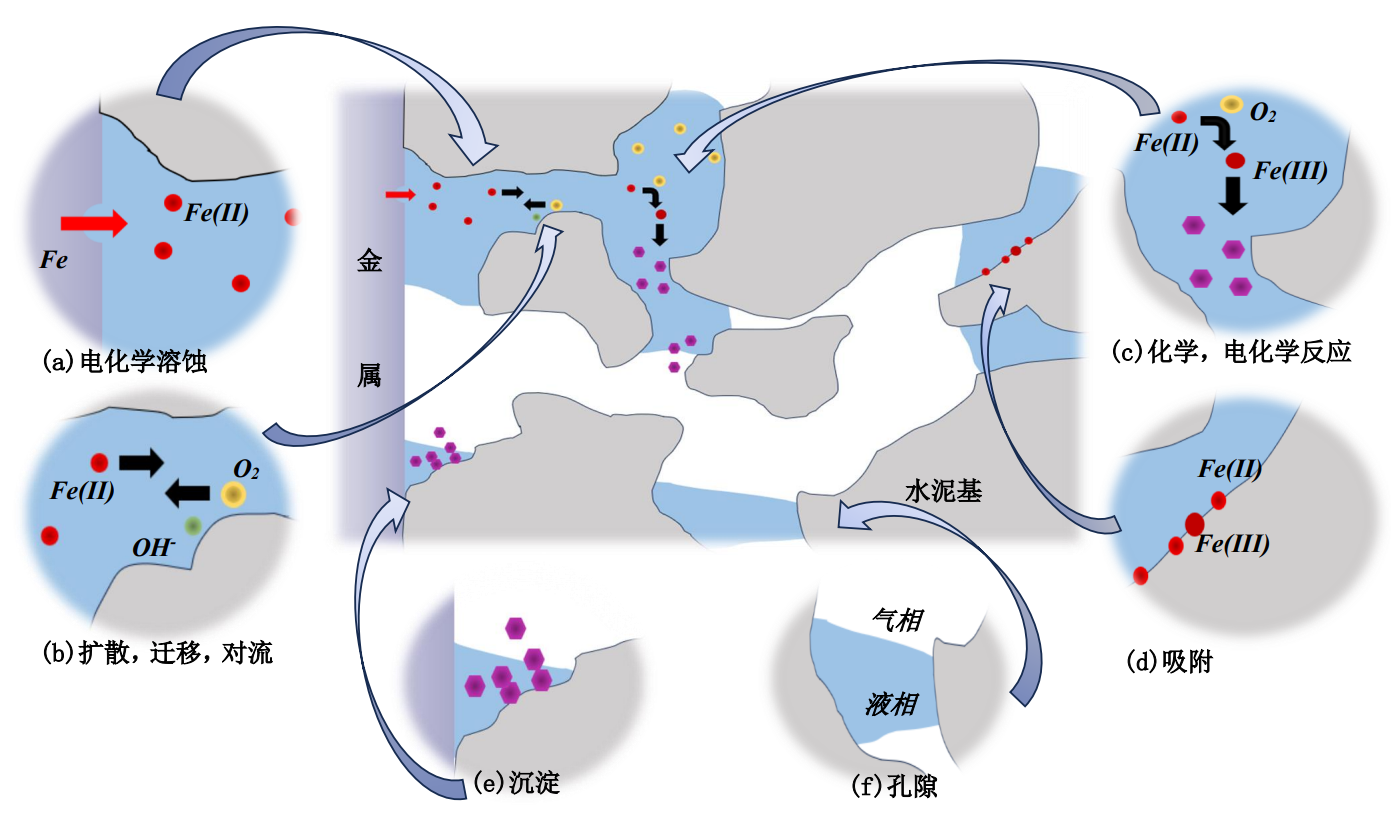 金
属
水泥基
Fe
Fe(II)
(a)电化学溶蚀
Fe(II)
O2
OH-
(b)扩散,迁移,对流
O2
Fe(II)
Fe(III)
(c)化学,电化学反应
Fe(II)
Fe(III)
(d)吸附
(e)沉淀
气相
液相
(f)孔隙